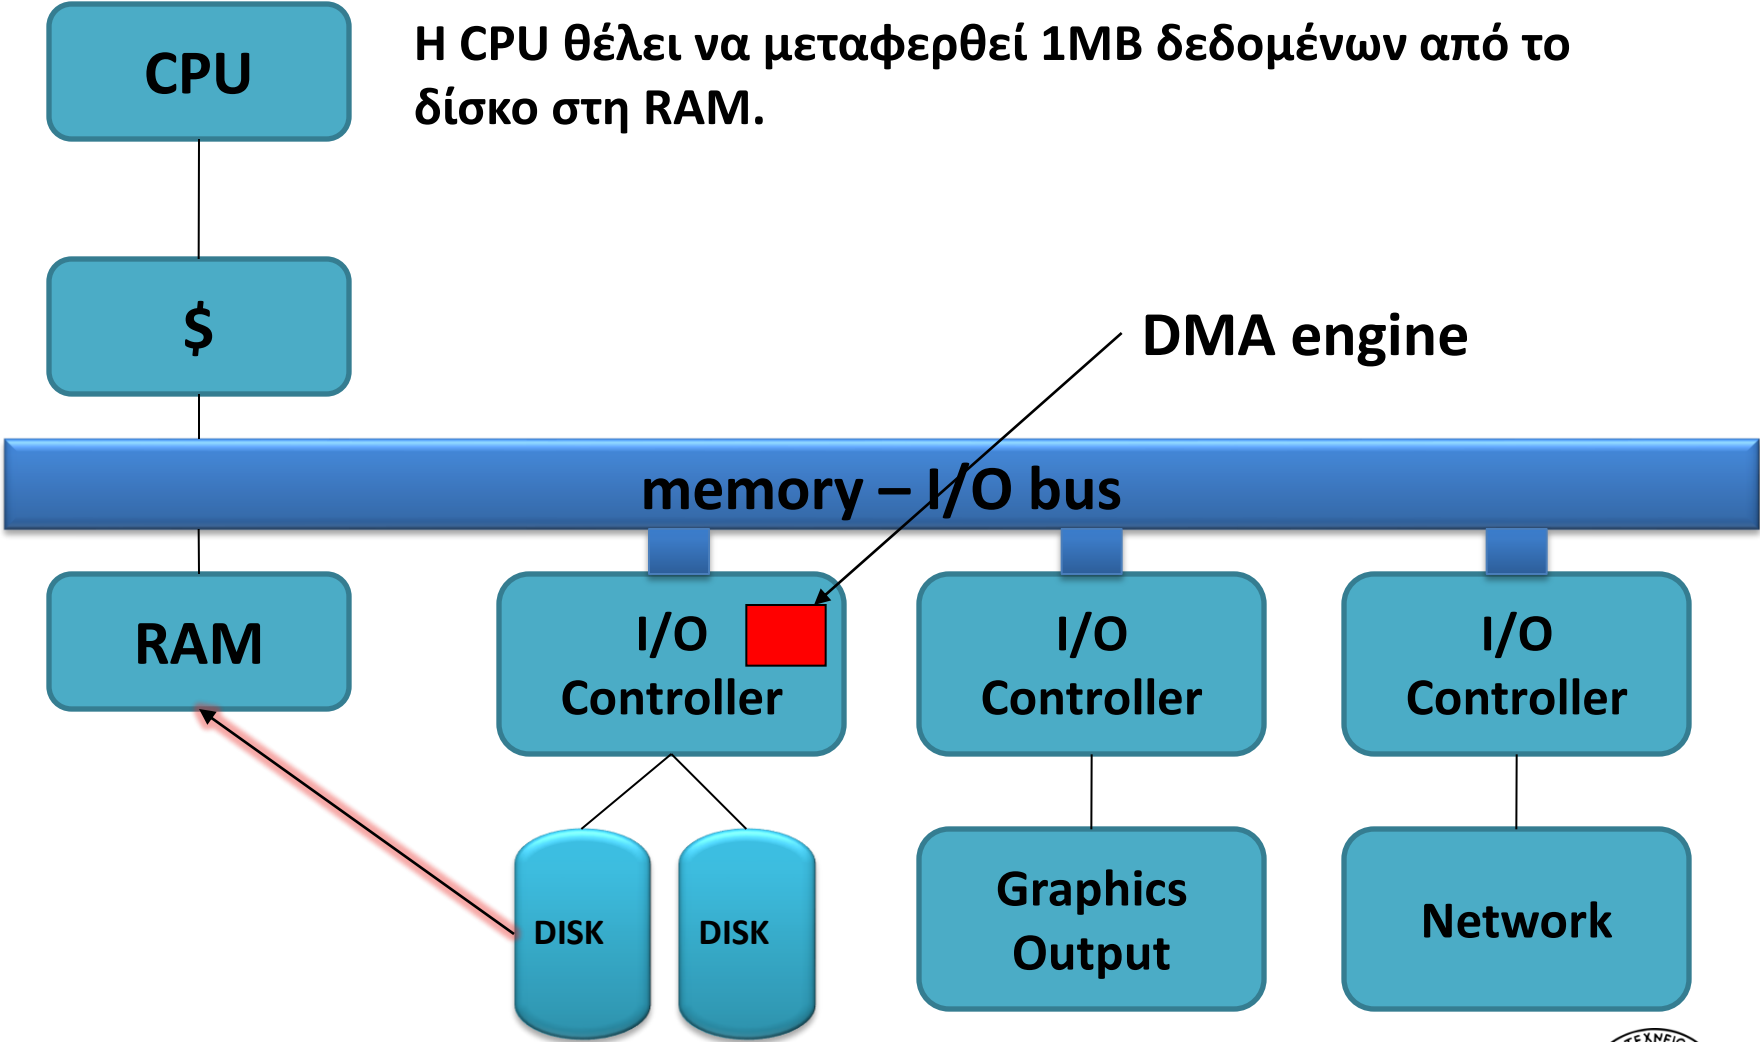 CPU
Η CPU θέλει να μεταφερθεί 1MB δεδομένων από το
δίσκο στη RAM.
$
DMA engine
memory – I/O bus
RAM
I/O
Controller
I/O
Controller
I/O
Controller
DISK
DISK
Graphics
Output
Network